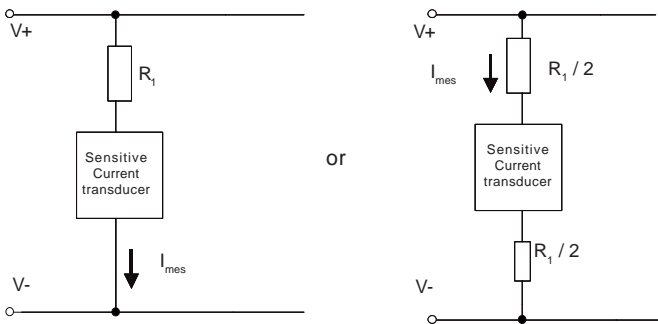 V+
R₁
Sensitive
Current
transducer
Iₘₑₛ
V-
or
V+
Iₘₑₛ
R₁ / 2
Sensitive
Current
transducer
R₁ / 2
V-